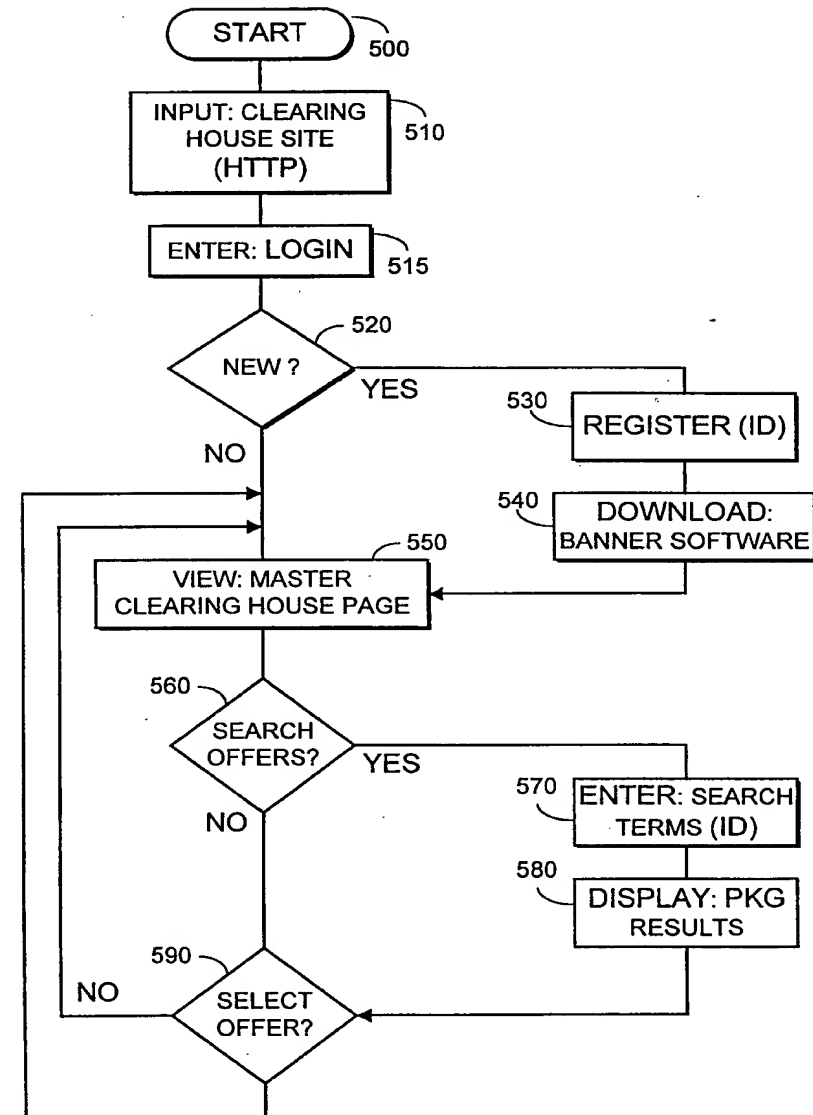 START
500
INPUT: CLEARING
HOUSE SITE
(HTTP)
510
ENTER: LOGIN
515
520
NEW ?
YES
NO
530
REGISTER (ID)
540
DOWNLOAD:
BANNER SOFTWARE
550
VIEW: MASTER
CLEARING HOUSE PAGE
560
SEARCH
OFFERS?
YES
NO
570
ENTER: SEARCH
TERMS (ID)
580
DISPLAY: PKG
RESULTS
590
NO
SELECT
OFFER?